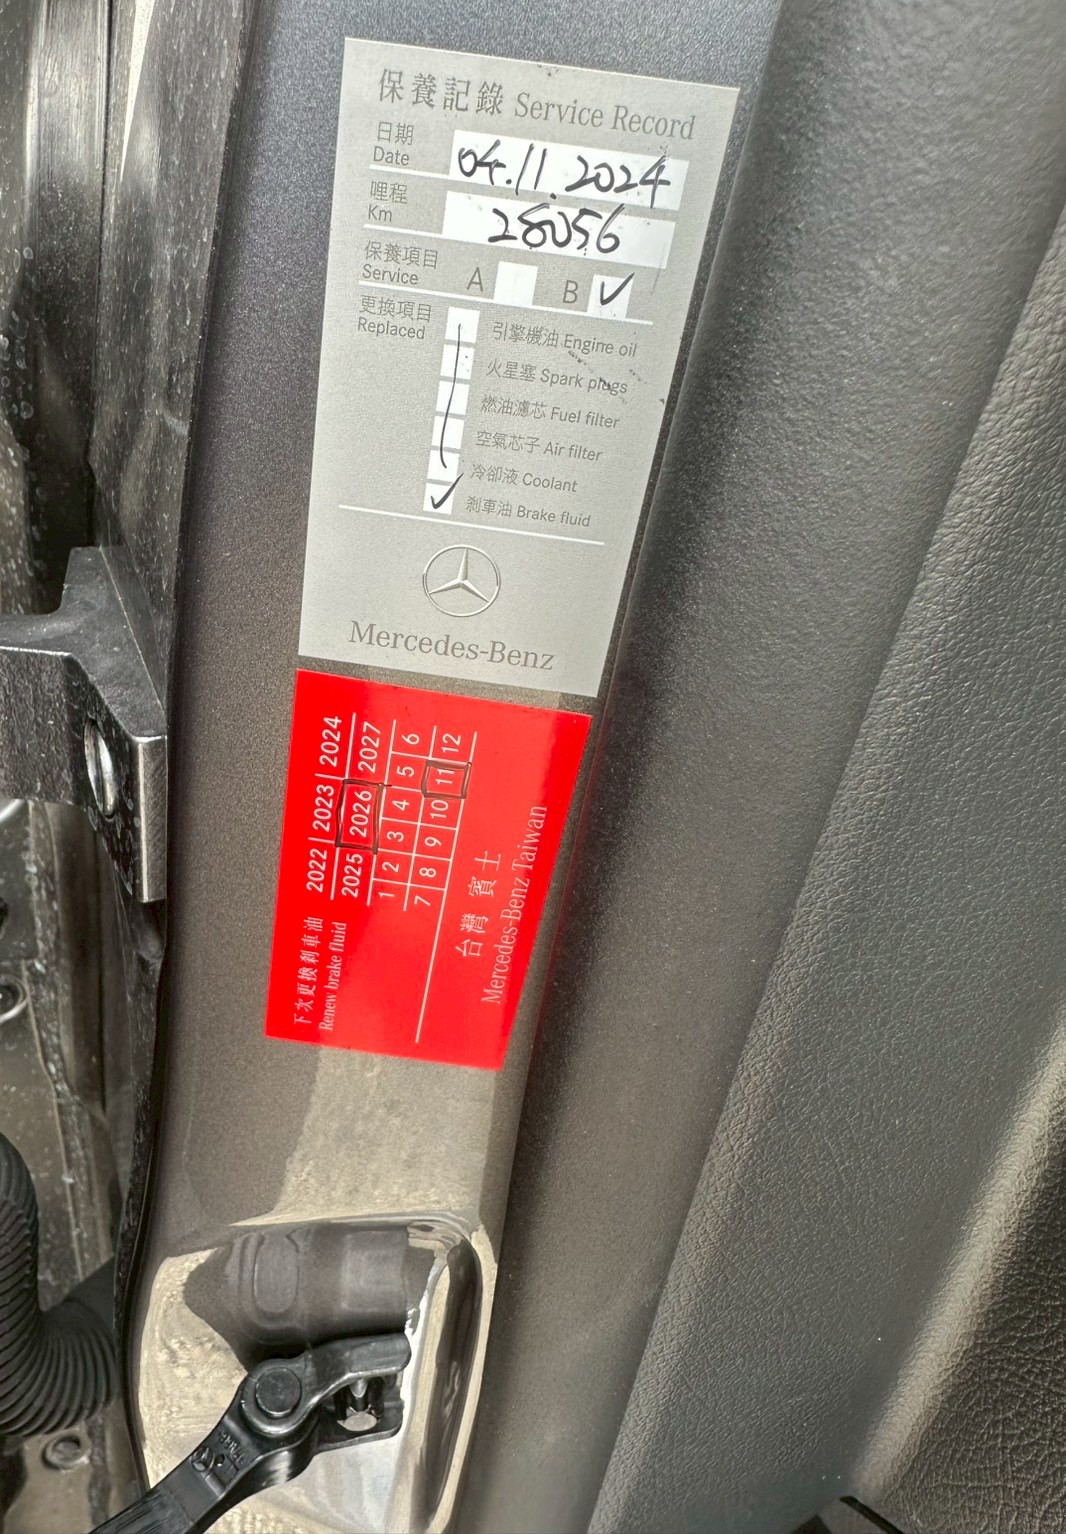 保養記錄 Service Record
日期
Date
04.11.2024
哩程
Km
28056
保養項目
Service
A
B ✓
更換項目
Replaced
引擎機油 Engine oil
火星塞 Spark plugs
燃油濾芯 Fuel filter
空氣芯子 Air filter
冷卻液 Coolant
✓ 剎車油 Brake fluid
Mercedes-Benz
下次更換剎車油
Renew brake fluid
2022 2023 2024
2025 2026 2027
1 2 3 4 5 6
7 8 9 10 11 12
台灣 賓士
Mercedes-Benz Taiwan